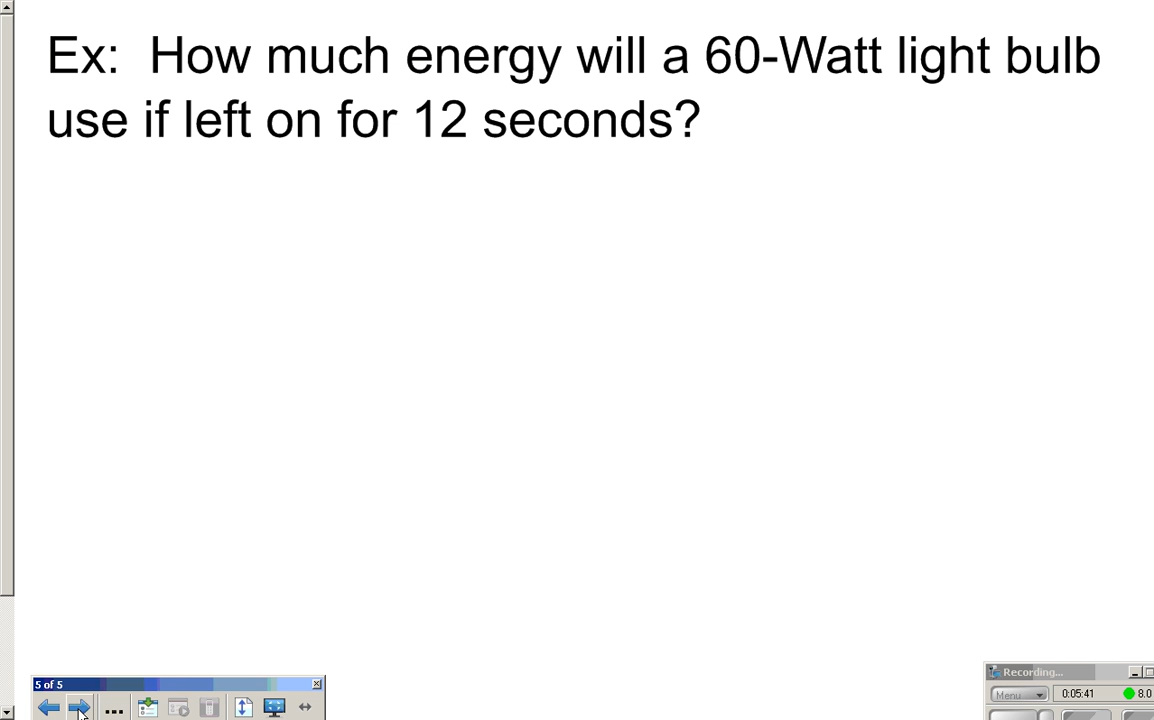 Ex:  How much energy will a 60-Watt light bulb
use if left on for 12 seconds?
5 of 5
Recording...
Menu
0:05:41
8.0